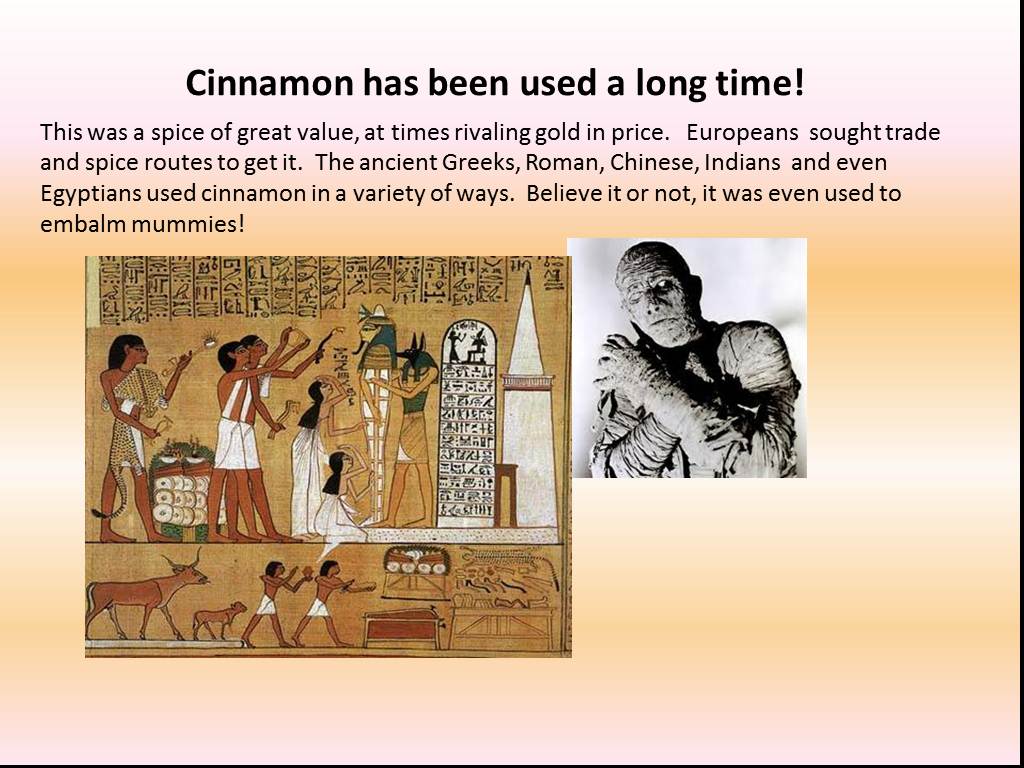 Cinnamon has been used a long time!
This was a spice of great value, at times rivaling gold in price.   Europeans  sought trade
and spice routes to get it.  The ancient Greeks, Roman, Chinese, Indians  and even
Egyptians used cinnamon in a variety of ways.  Believe it or not, it was even used to
embalm mummies!